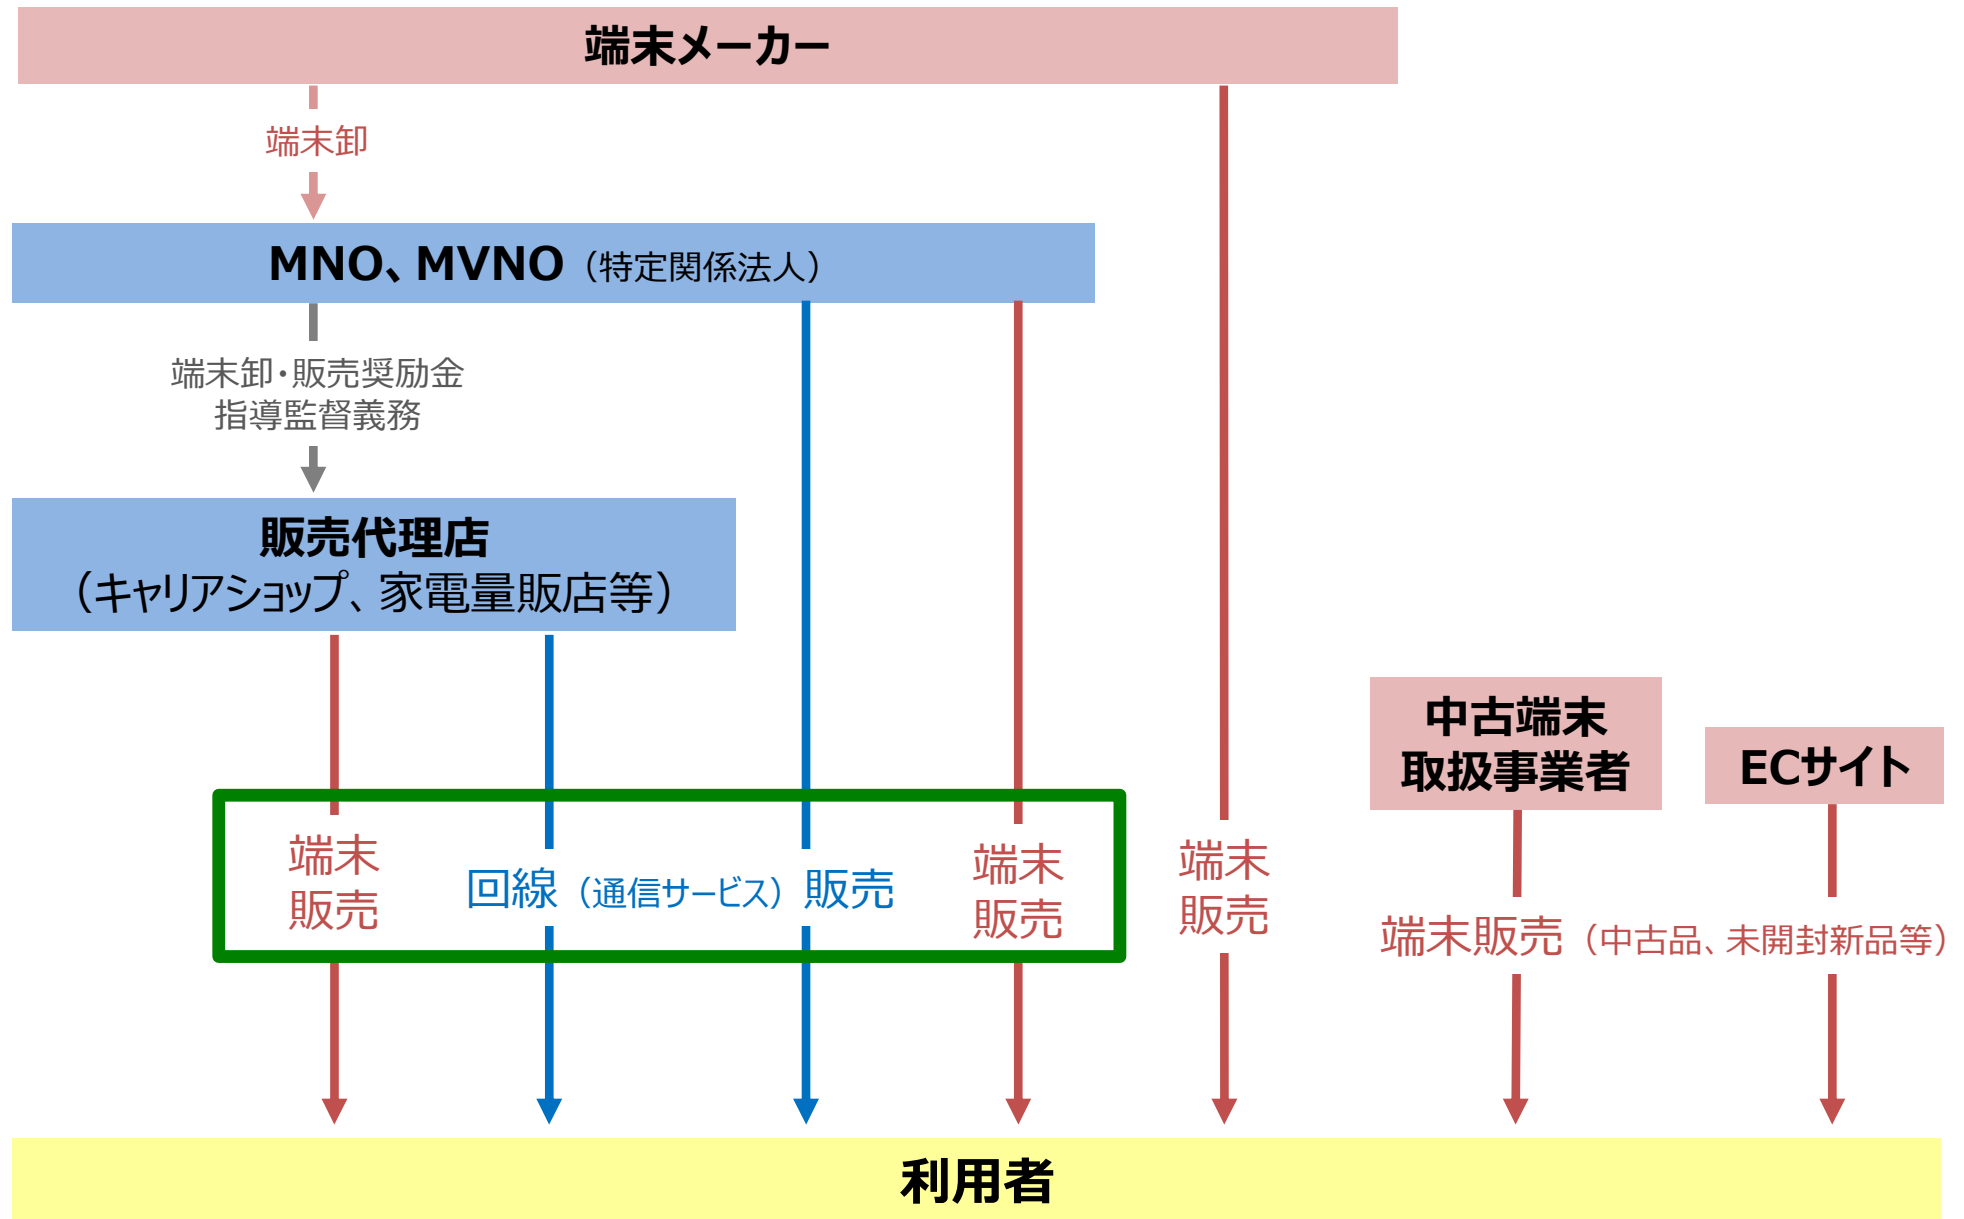 端末メーカー
端末卸
MNO、MVNO（特定関係法人）
端末卸・販売奨励金
指導監督義務
販売代理店
（キャリアショップ、家電量販店等）
中古端末
取扱事業者
ECサイト
端末
販売
回線（通信サービス）販売
端末
販売
端末
販売
端末販売（中古品、未開封新品等）
利用者